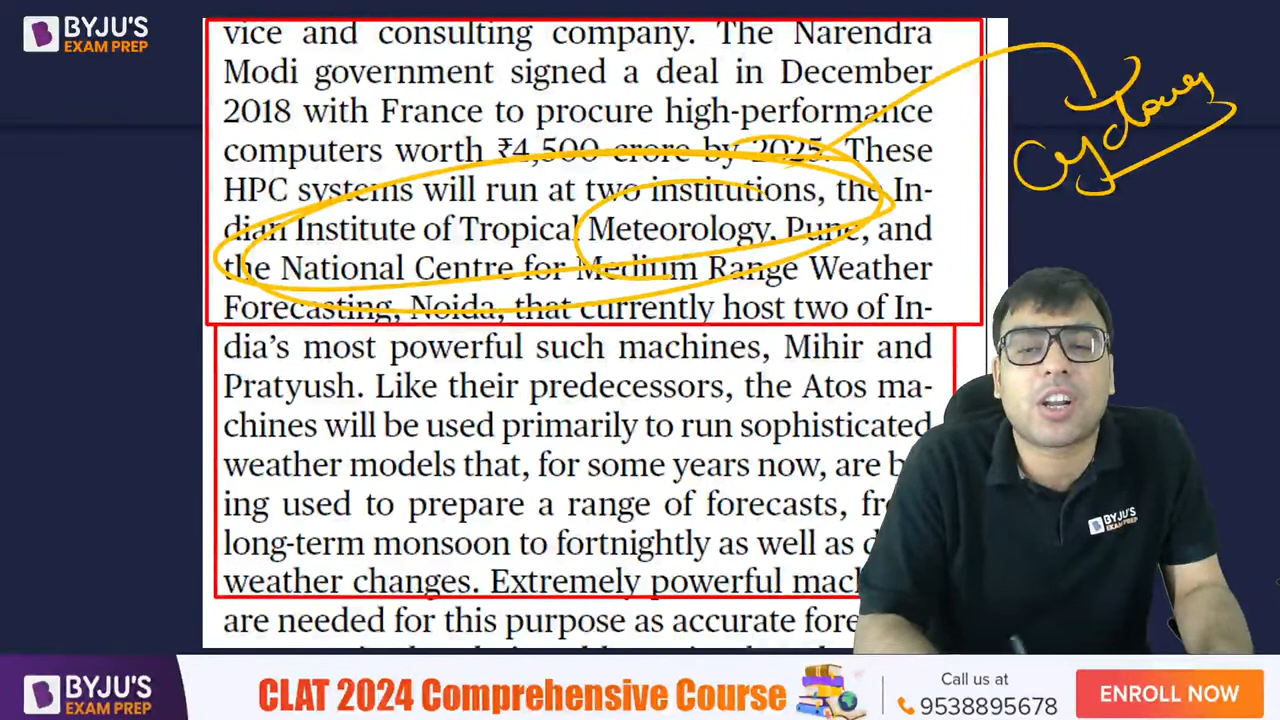 BYJU'S
EXAM PREP
vice and consulting company. The Narendra
Modi government signed a deal in December
2018 with France to procure high-performance
computers worth ₹4,500 crore by 2025. These
HPC systems will run at two institutions, the In-
dian Institute of Tropical Meteorology, Pune, and
the National Centre for Medium Range Weather
Forecasting, Noida, that currently host two of In-
dia's most powerful such machines, Mihir and
Pratyush. Like their predecessors, the Atos ma-
chines will be used primarily to run sophisticated
weather models that, for some years now, are b
ing used to prepare a range of forecasts, fr
long-term monsoon to fortnightly as well as d
weather changes. Extremely powerful mac
are needed for this purpose as accurate fore
BYJU'S
EXAM PREP
BYJU'S
EXAM PREP
CLAT 2024 Comprehensive Course
Call us at
9538895678
ENROLL NOW